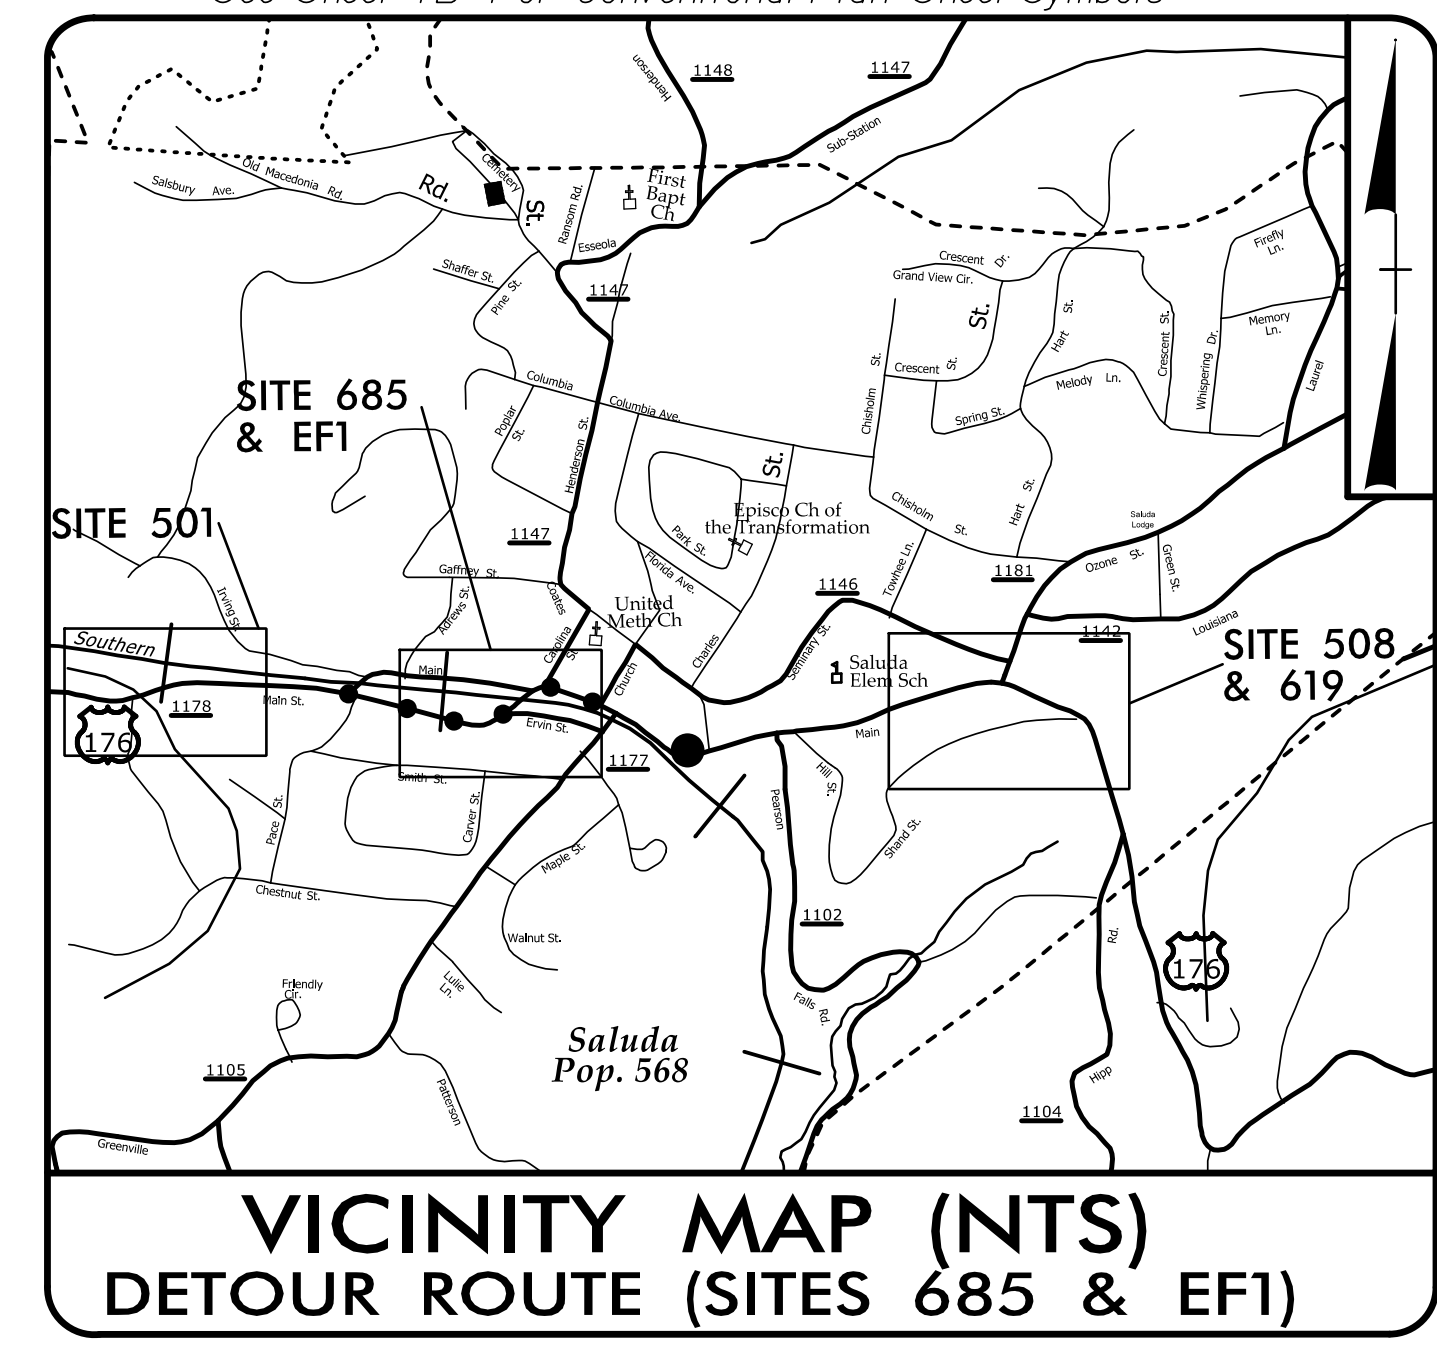 1148
1147
Henderson
Sub-Station
Cemetery
Old Macedonia Rd.
Salsbury Ave.
Rd.
St.
Ransom Rd.
First
Bapt
Ch
Esseola
Firefly
Ln.
Crescent Dr.
Grand View Cir.
Shaffer St.
Pine St.
1147
St.
Hart St.
Crescent St.
Whispering Dr.
Memory
Ln.
Laurel
Crescent St.
Chisholm St.
Melody Ln.
Spring St.
SITE 685
& EF1
Columbia
Columbia Ave.
Poplar
St.
Henderson St.
St.
SITE 501
Episco Ch of
the Transformation
Park St.
Chisholm St.
Hart St.
Saluda
Lodge
1147
Florida Ave.
Towhee Ln.
1181
Ozone St.
Green St.
Gaffney St.
Adrews St.
Coates
1146
Irving St.
United
Meth Ch
Carolina
St.
Church
Charles
Seminary St.
Louisiana
1142
SITE 508
& 619
Southern
Main
Saluda
Elem Sch
1178
Main St.
176
Ervin St.
Main
1177
Smith St.
Hill
St.
Pearson
Pace St.
Carver St.
Shand St.
Maple St.
Chestnut St.
1102
Walnut St.
Rd.
176
Friendly
Cir.
Lulie
Ln.
Falls Rd.
Saluda
Pop. 568
1105
Patterson
Hipp
1104
Greenville
VICINITY MAP (NTS)
DETOUR ROUTE (SITES 685 & EF1)